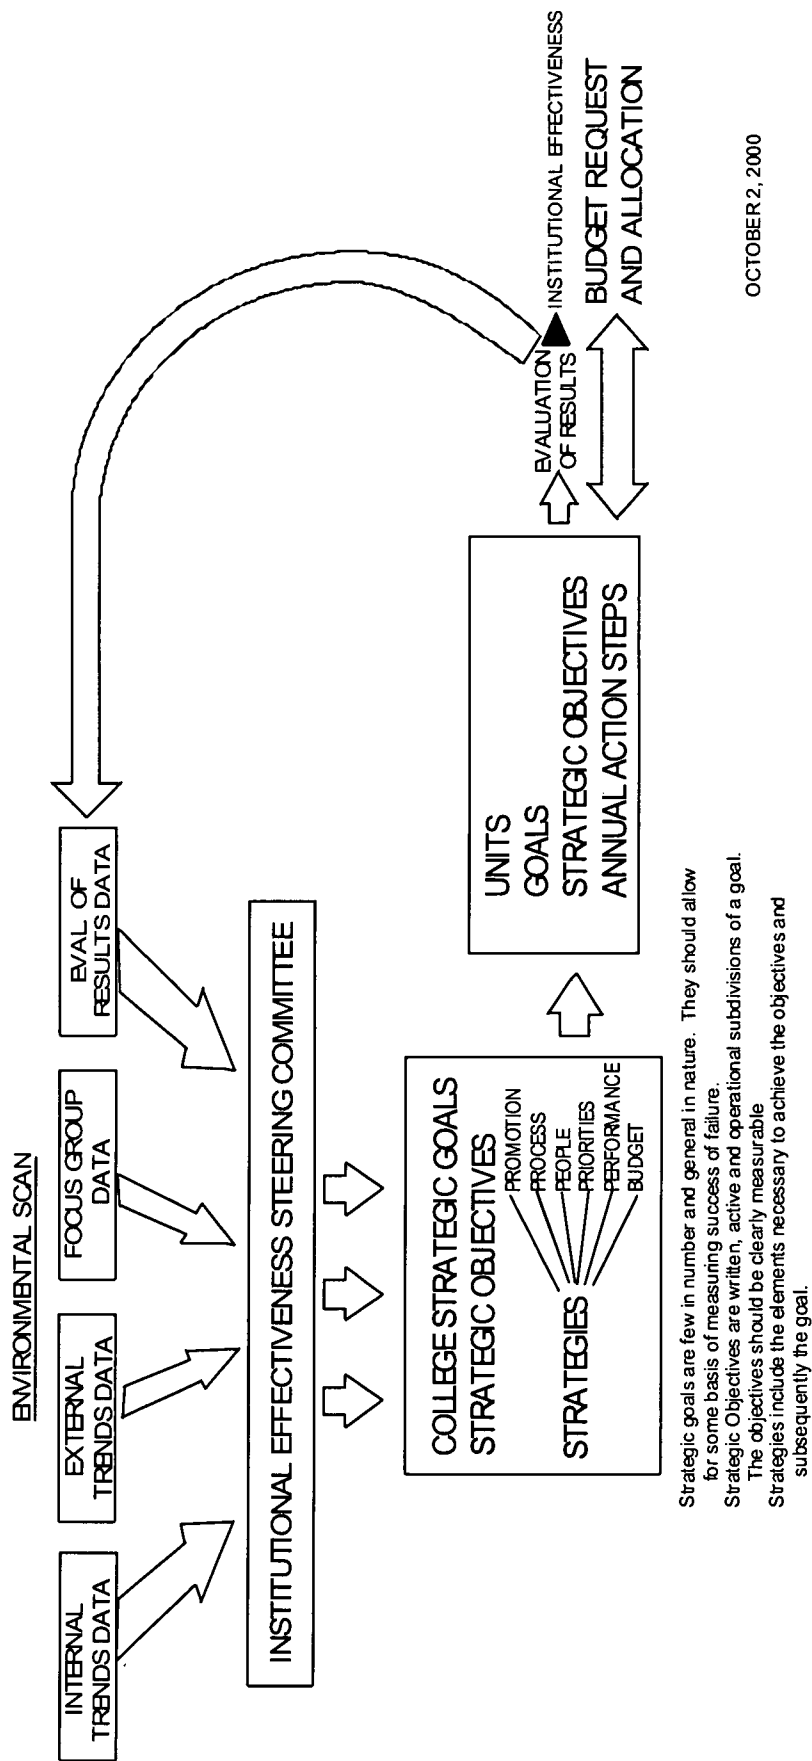 ENVIRONMENTAL SCAN
INTERNAL
TRENDS DATA
EXTERNAL
TRENDS DATA
FOCUS GROUP
DATA
EVAL OF
RESULTS DATA
INSTITUTIONAL EFFECTIVENESS STEERING COMMITTEE
COLLEGE STRATEGIC GOALS
STRATEGIC OBJECTIVES
STRATEGIES
PROMOTION
PROCESS
PEOPLE
PRIORITIES
PERFORMANCE
BUDGET
UNITS
GOALS
STRATEGIC OBJECTIVES
ANNUAL ACTION STEPS
EVALUATION
OF RESULTS
INSTITUTIONAL EFFECTIVENESS
BUDGET REQUEST
AND ALLOCATION
Strategic goals are few in number and general in nature. They should allow
for some basis of measuring success of failure.
Strategic Objectives are written, active and operational subdivisions of a goal.
The objectives should be clearly measurable
Strategies include the elements necessary to achieve the objectives and
subsequently the goal.
OCTOBER 2, 2000